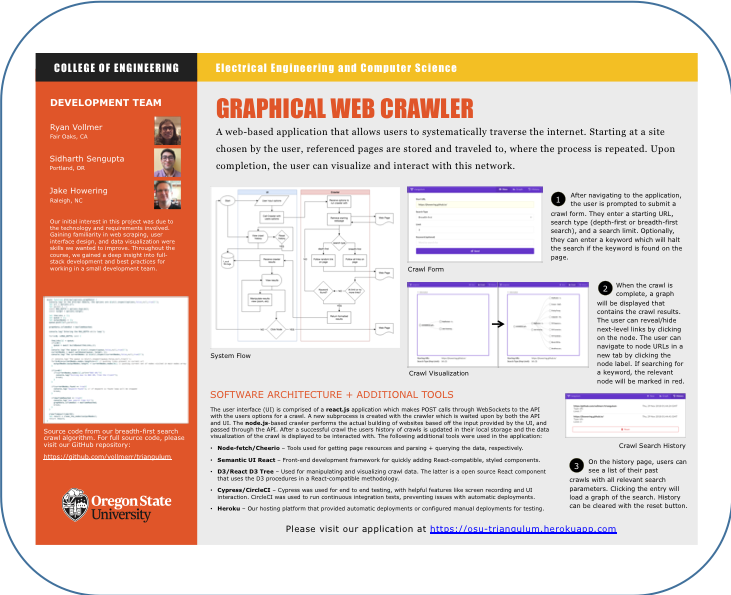 COLLEGE OF ENGINEERING
Electrical Engineering and Computer Science
DEVELOPMENT TEAM
Ryan Vollmer
Fair Oaks, CA
Sidharth Sengupta
Portland, OR
Jake Howering
Raleigh, NC
Our initial interest in this project was due to
the technology and requirements involved.
Gaining familiarity in web scraping, user
interface design, and data visualization were
skills we wanted to improve. Throughout the
course, we gained a deep insight into full-
stack development and best practices for
working in a small development team.
Source code from our breadth-first search
crawl algorithm. For full source code, please
visit our GitHub repository:
https://github.com/vollmerr/triangulum
Oregon State
University
GRAPHICAL WEB CRAWLER
A web-based application that allows users to systematically traverse the internet. Starting at a site
chosen by the user, referenced pages are stored and traveled to, where the process is repeated. Upon
completion, the user can visualize and interact with this network.
System Flow
Crawl Form
Crawl Visualization
1 After navigating to the application,
the user is prompted to submit a
crawl form. They enter a starting URL,
search type (depth-first or breadth-first
search), and a search limit. Optionally,
they can enter a keyword which will halt
the search if the keyword is found on the
page.
2 When the crawl is
complete, a graph
will be displayed that
contains the crawl results.
The user can reveal/hide
next-level links by clicking
on the node. The user can
navigate to node URLs in a
new tab by clicking the
node label. If searching for
a keyword, the relevant
node will be marked in red.
Crawl Search History
3 On the history page, users can
see a list of their past
crawls with all relevant search
parameters. Clicking the entry will
load a graph of the search. History
can be cleared with the reset button.
SOFTWARE ARCHITECTURE + ADDITIONAL TOOLS
The user interface (UI) is comprised of a react.js application which makes POST calls through WebSockets to the API
with the users options for a crawl. A new subprocess is created with the crawler which is waited upon by both the API
and UI. The node.js-based crawler performs the actual building of websites based off the input provided by the UI, and
passed through the API. After a successful crawl the users history of crawls is updated in their local storage and the data
visualization of the crawl is displayed to be interacted with. The following additional tools were used in the application:
• Node-fetch/Cheerio – Tools used for getting page resources and parsing + querying the data, respectively.
• Semantic UI React – Front-end development framework for quickly adding React-compatible, styled components.
• D3/React D3 Tree – Used for manipulating and visualizing crawl data. The latter is a open source React component
that uses the D3 procedures in a React-compatible methodology.
• Cypress/CircleCI – Cypress was used for end to end testing, with helpful features like screen recording and UI
interaction. CircleCI was used to run continuous integration tests, preventing issues with automatic deployments.
• Heroku – Our hosting platform that provided automatic deployments or configured manual deployments for testing.
Please visit our application at https://osu-triangulum.herokuapp.com